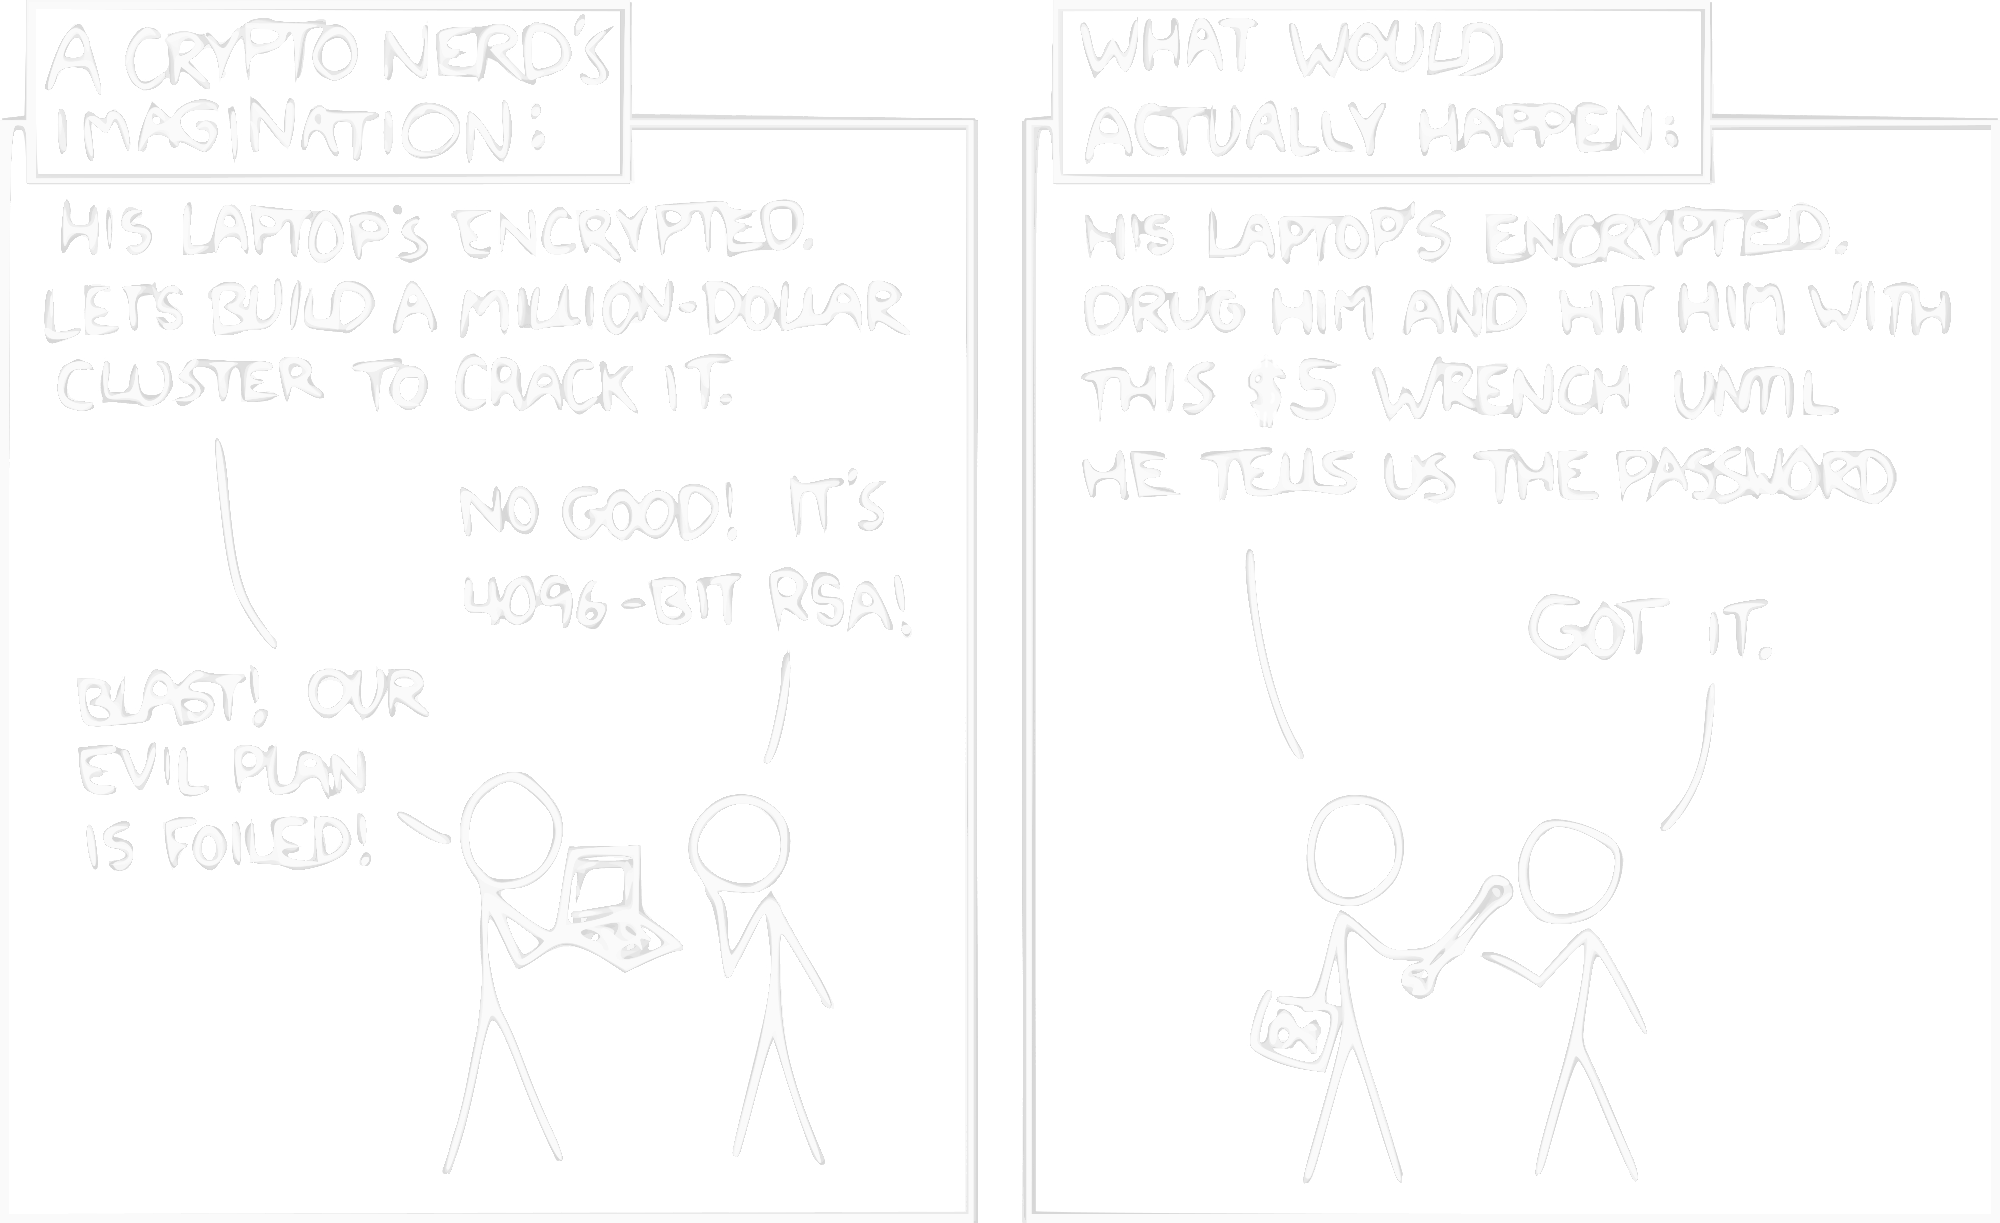 A CRYPTO NERD'S
IMAGINATION:
HIS LAPTOP'S ENCRYPTED.
LET'S BUILD A MILLION-DOLLAR
CLUSTER TO CRACK IT.
NO GOOD! IT'S
4096-BIT RSA!
BLAST! OUR
EVIL PLAN
IS FOILED!
WHAT WOULD
ACTUALLY HAPPEN:
HIS LAPTOP'S ENCRYPTED.
DRUG HIM AND HIT HIM WITH
THIS $5 WRENCH UNTIL
HE TELLS US THE PASSWORD
GOT IT.